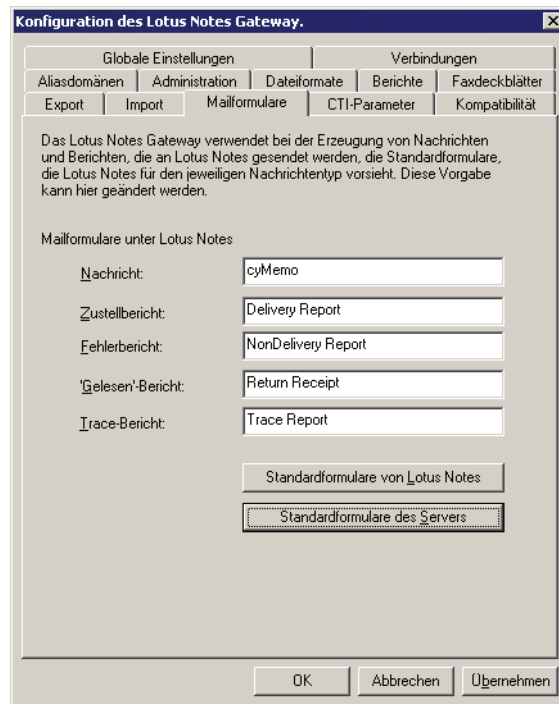 Konfiguration des Lotus Notes Gateway.
Globale Einstellungen Verbindungen
Aliasdomänen Administration Dateiformate Berichte Faxdeckblätter
Export Import Mailformulare CTI-Parameter Kompatibilität
Das Lotus Notes Gateway verwendet bei der Erzeugung von Nachrichten
und Berichten, die an Lotus Notes gesendet werden, die Standardformulare,
die Lotus Notes für den jeweiligen Nachrichtentyp vorsieht. Diese Vorgabe
kann hier geändert werden.
Mailformulare unter Lotus Notes
Nachricht: cyMemo
Zustellbericht: Delivery Report
Fehlerbericht: NonDelivery Report
'Gelesen'-Bericht: Return Receipt
Trace-Bericht: Trace Report
Standardformulare von Lotus Notes
Standardformulare des Servers
OK Abbrechen Übernehmen